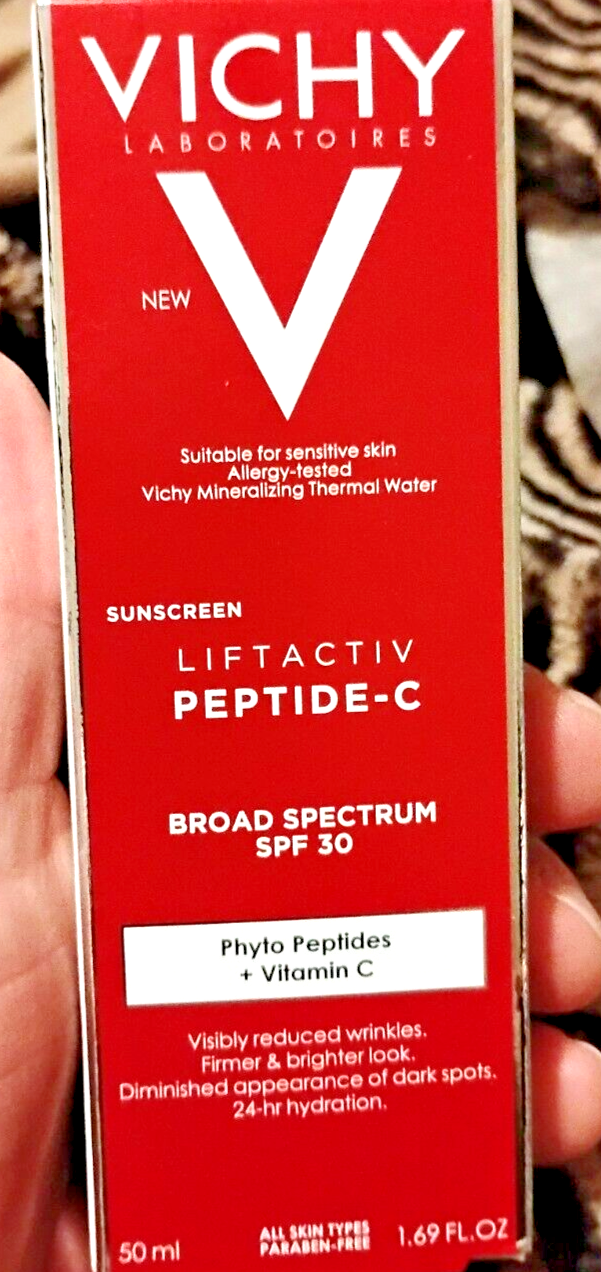 VICHY
LABORATOIRES
V
NEW
Suitable for sensitive skin
Allergy-tested
Vichy Mineralizing Thermal Water
SUNSCREEN
LIFTACTIV
PEPTIDE-C
BROAD SPECTRUM
SPF 30
Phyto Peptides
+ Vitamin C
Visibly reduced wrinkles.
Firmer & brighter look.
Diminished appearance of dark spots.
24-hr hydration.
50 ml
ALL SKIN TYPES
PARABEN-FREE
1.69 FL.OZ